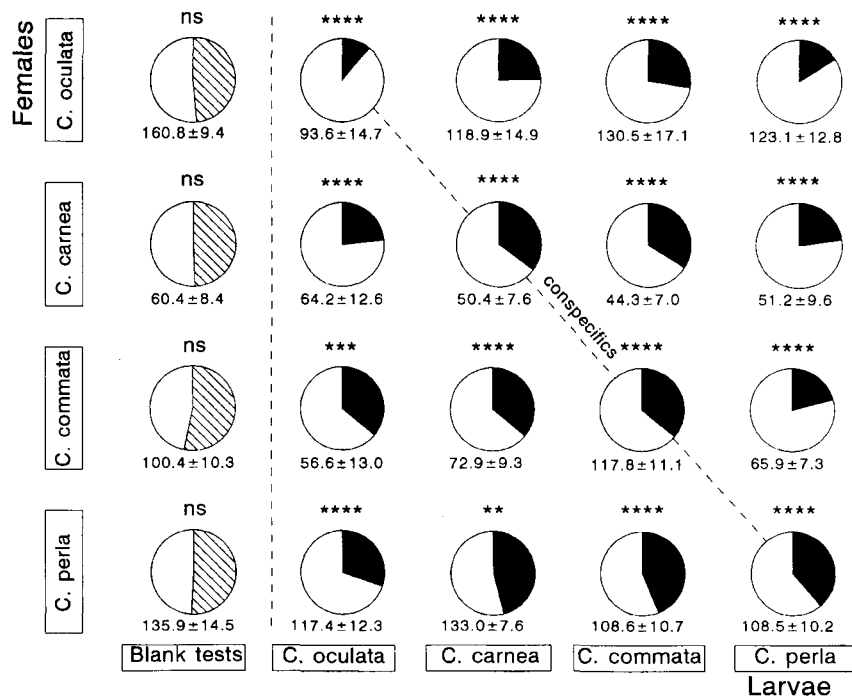 Females
C. oculata
ns **** **** **** ****
160.8±9.4 93.6±14.7 118.9±14.9 130.5±17.1 123.1±12.8
C. carnea
ns **** **** **** ****
60.4±8.4 64.2±12.6 50.4±7.6 44.3±7.0 51.2±9.6
conspecifics
C. commata
ns *** **** **** ****
100.4±10.3 56.6±13.0 72.9±9.3 117.8±11.1 65.9±7.3
C. perla
ns **** ** **** ****
135.9±14.5 117.4±12.3 133.0±7.6 108.6±10.7 108.5±10.2
Blank tests C. oculata C. carnea C. commata C. perla
Larvae